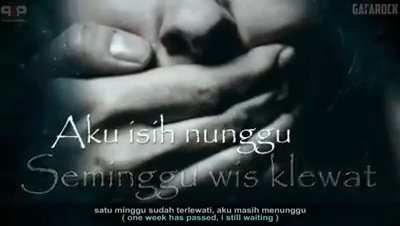 GAFAROCK
Aku isih nunggu
Seminggu wis klewat
satu minggu sudah terlewati, aku masih menunggu
( one week has passed, i still waiting )